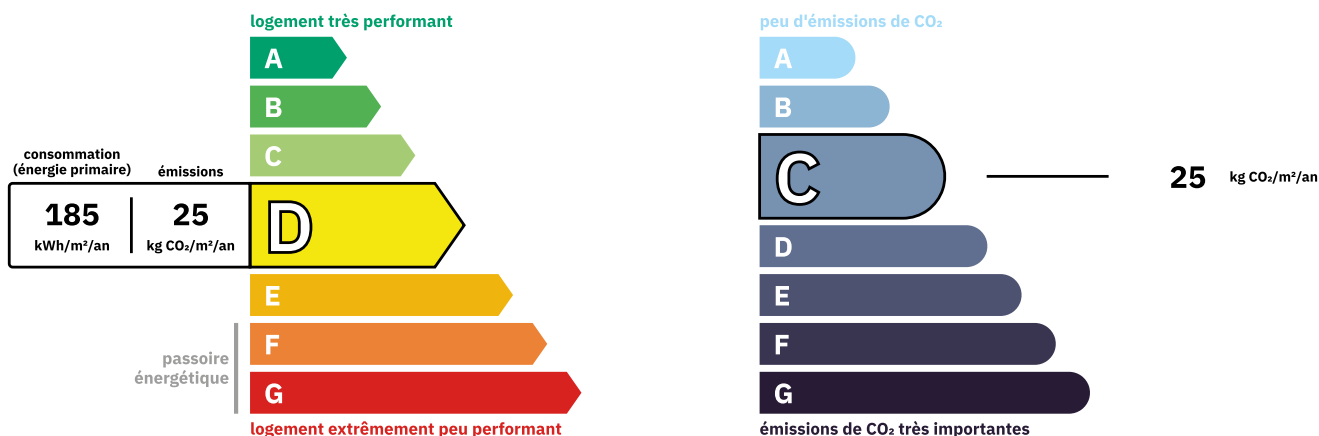 logement très performant
A
B
C
consommation
(énergie primaire)
émissions
185
kWh/m²/an
25
kg CO₂/m²/an
D
E
F
G
passoire
énergétique
logement extrêmement peu performant
peu d'émissions de CO₂
A
B
C
25
kg CO₂/m²/an
D
E
F
G
émissions de CO₂ très importantes